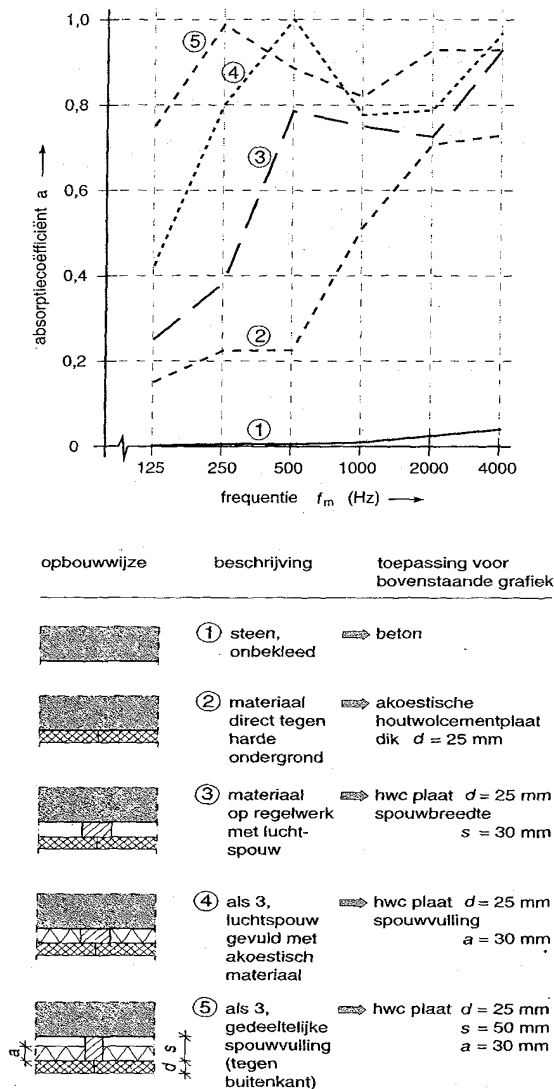 1,0
0,8
0,6
0,4
0,2
0
absorptiecoëfficiënt a
5
4
3
2
1
125 250 500 1000 2000 4000
frequentie fm (Hz)
opbouwwijze beschrijving toepassing voor bovenstaande grafiek
1 steen, onbekleed
beton
2 materiaal direct tegen harde ondergrond
akoestische houtwolcementplaat dik d = 25 mm
3 materiaal op regelwerk met lucht-spouw
hwc plaat d = 25 mm
spouwbreedte
s = 30 mm
4 als 3, luchtspouw gevuld met akoestisch materiaal
hwc plaat d = 25 mm
spouwvulling
a = 30 mm
a
s
d
5 als 3, gedeeltelijke spouwvulling (tegen buitenkant)
hwc plaat d = 25 mm
s = 50 mm
a = 30 mm